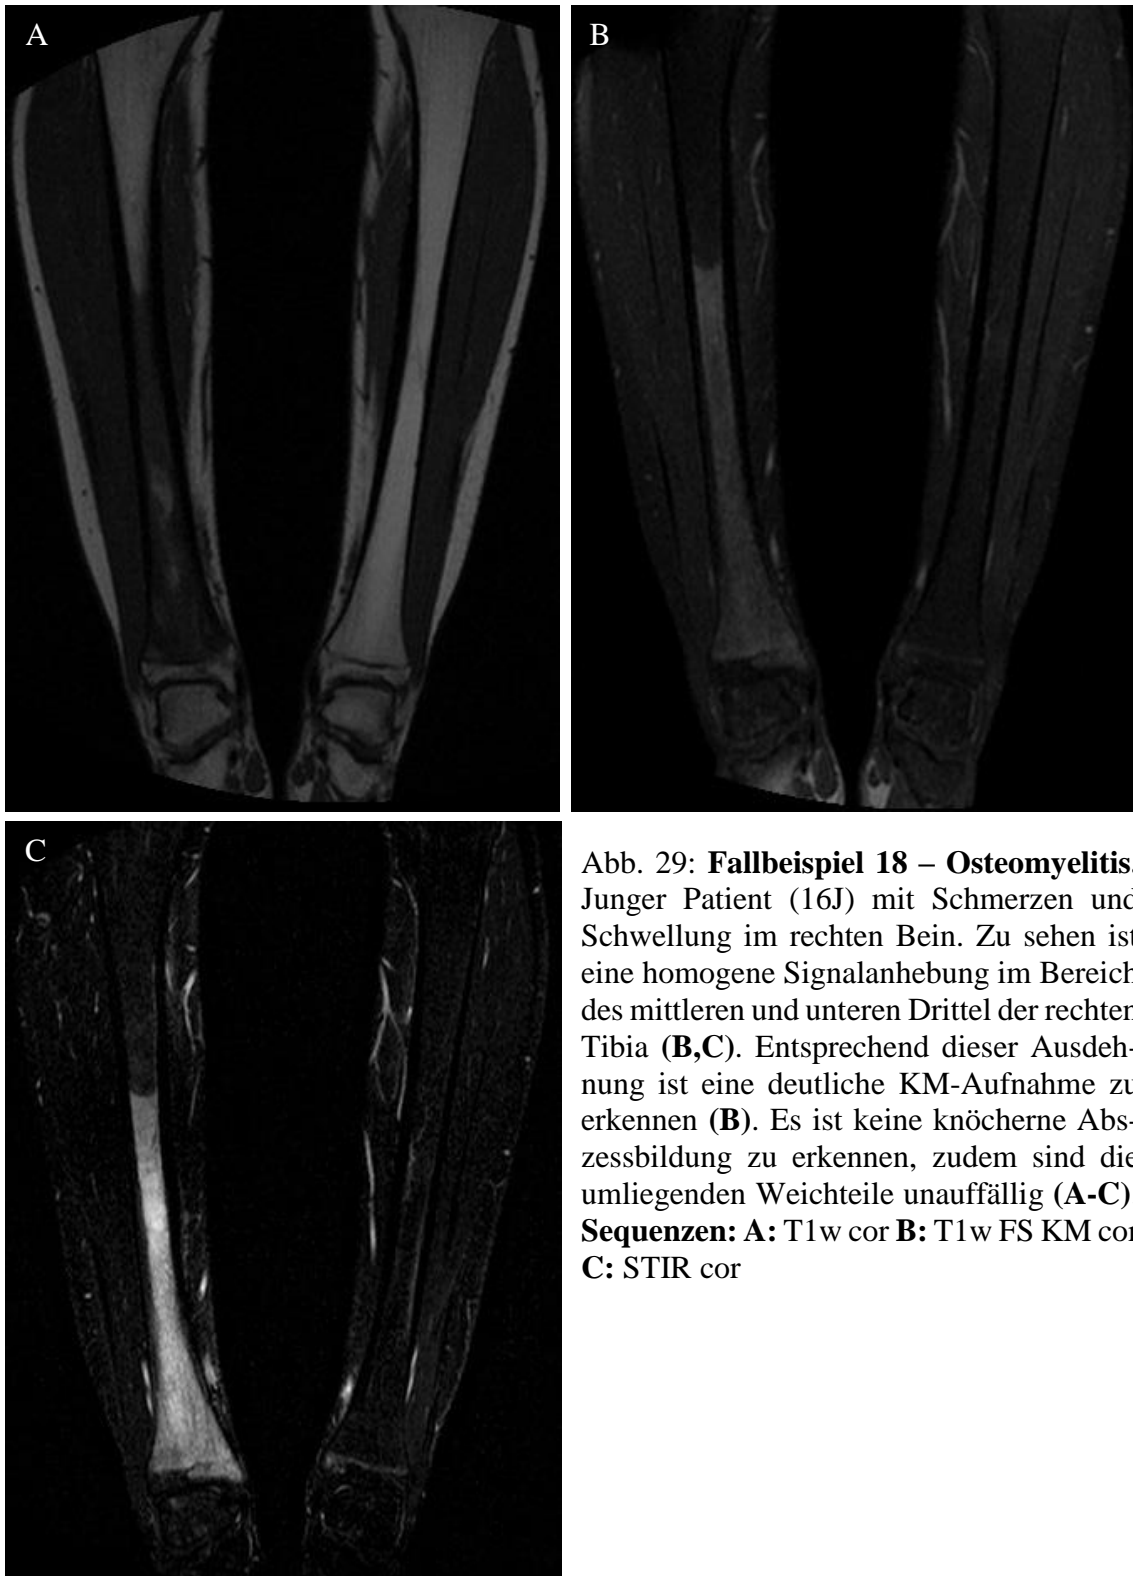 A
B
C
Abb. 29: Fallbeispiel 18 – Osteomyelitis.
Junger Patient (16J) mit Schmerzen und
Schwellung im rechten Bein. Zu sehen ist
eine homogene Signalanhebung im Bereich
des mittleren und unteren Drittel der rechten
Tibia (B,C). Entsprechend dieser Ausdeh-
nung ist eine deutliche KM-Aufnahme zu
erkennen (B). Es ist keine knöcherne Abs-
zessbildung zu erkennen, zudem sind die
umliegenden Weichteile unauffällig (A-C)
Sequenzen: A: T1w cor B: T1w FS KM cor
C: STIR cor